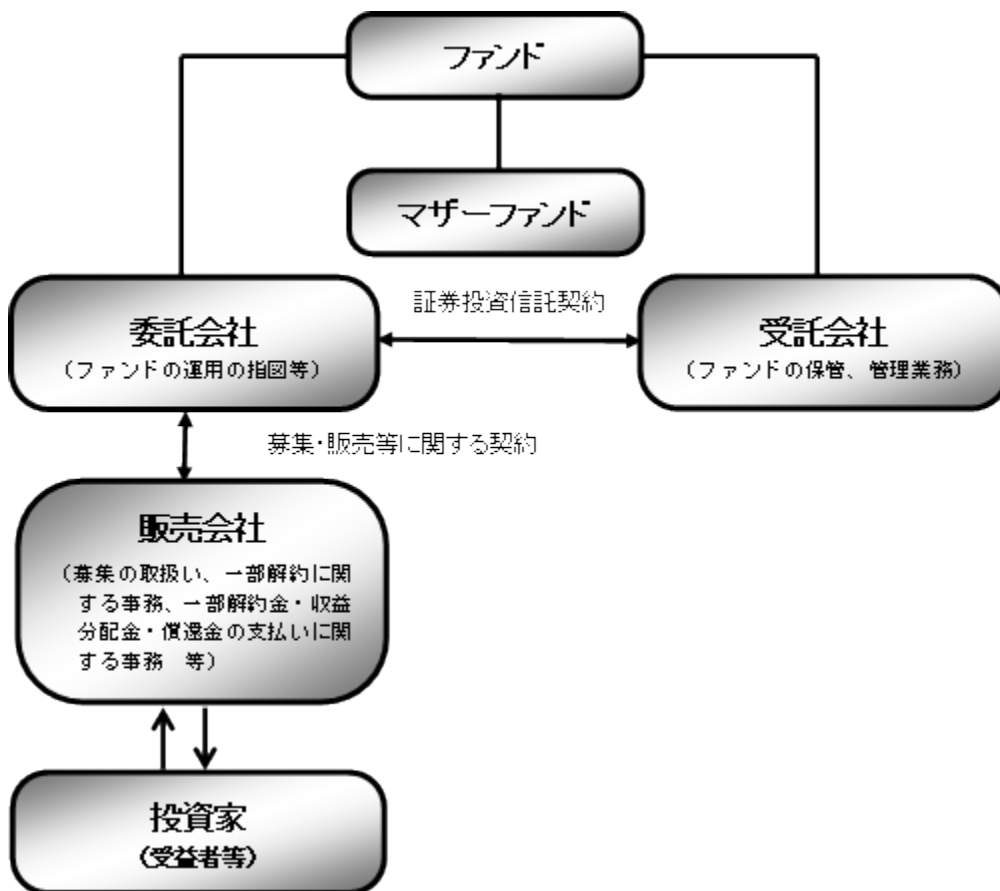 ファンド
マザーファンド
証券投資信託契約
委託会社
(ファンドの運用の指図等)
受託会社
(ファンドの保管、管理業務)
募集・販売等に関する契約
販売会社
(募集の取扱い、一部解約に関
する事務、一部解約金・収益
分配金・償還金の支払いに関
する事務 等)
投資家
(受益者等)